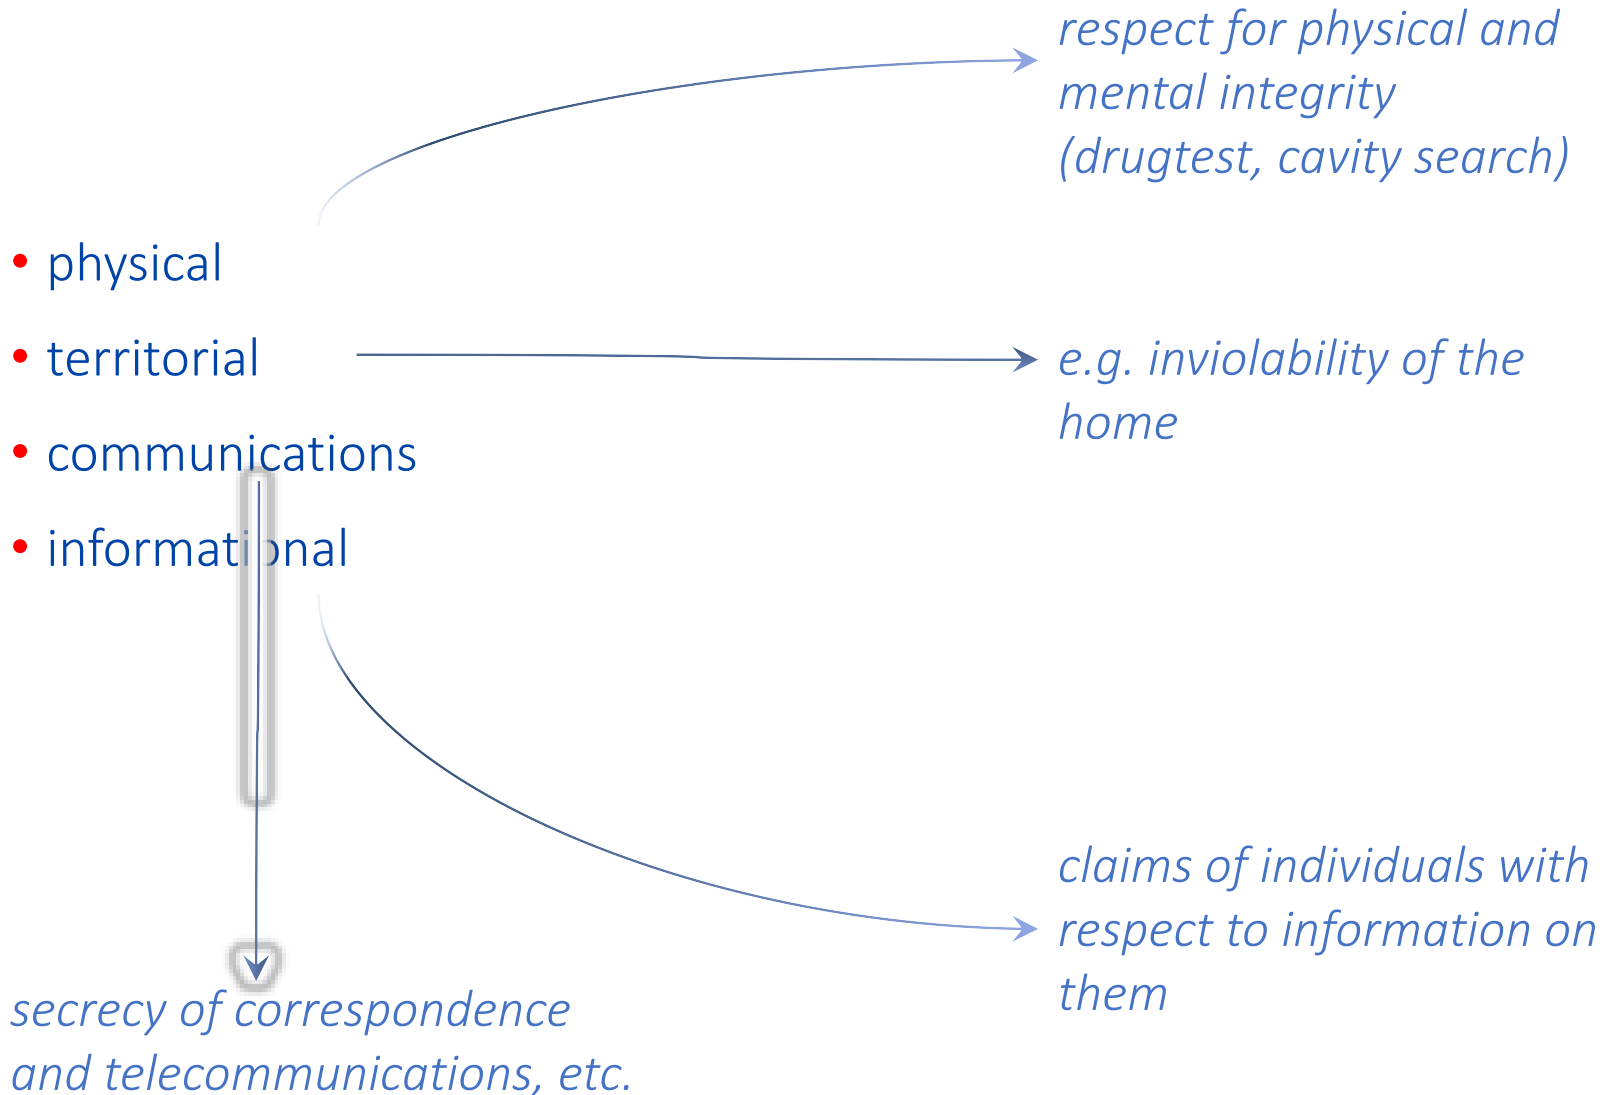 respect for physical and
mental integrity
(drugtest, cavity search)
• physical
• territorial
e.g. inviolability of the
home
• communications
• informational
claims of individuals with
respect to information on
them
secrecy of correspondence
and telecommunications, etc.